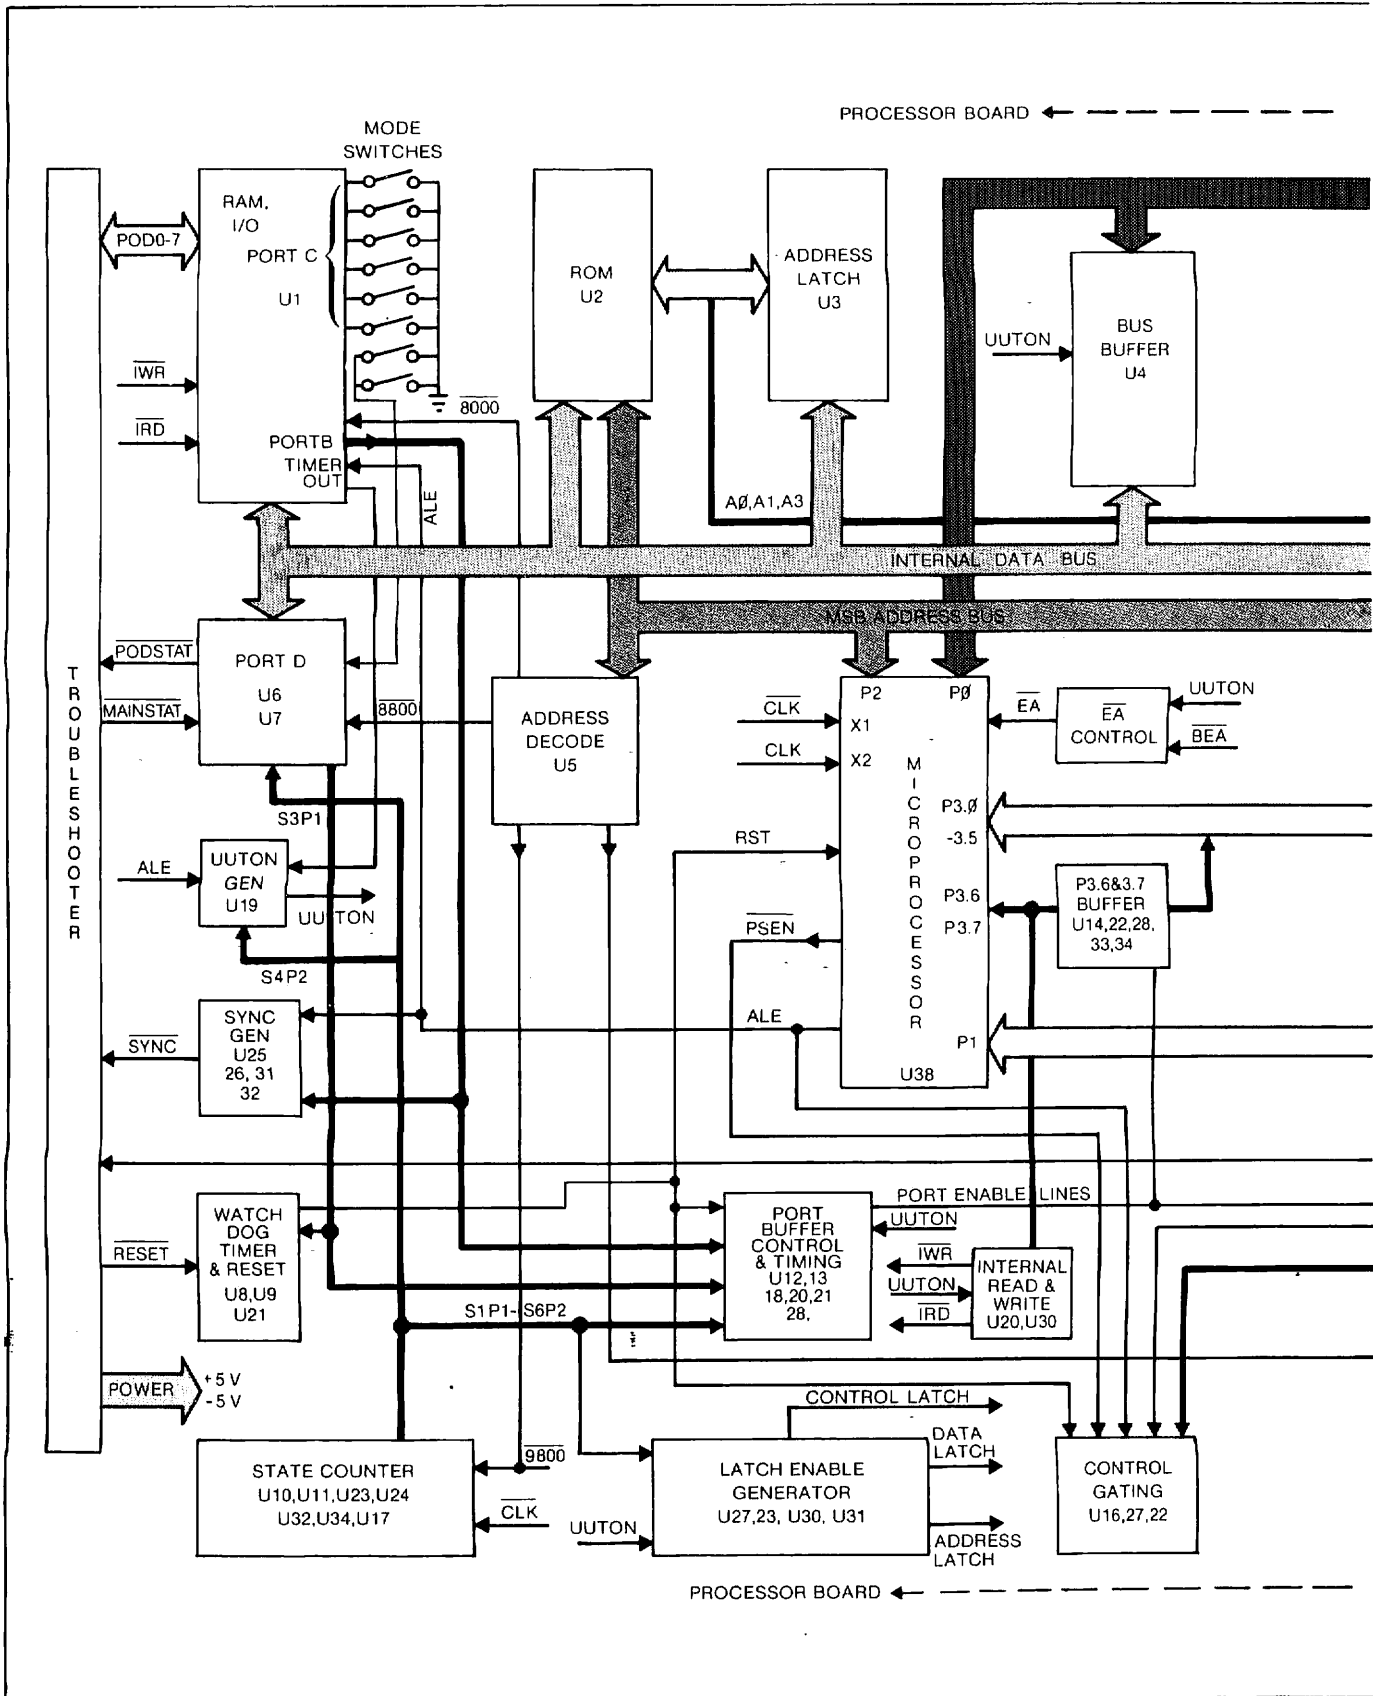 PROCESSOR BOARD
MODE
SWITCHES
RAM,
I/O
PORT C
U1
POD0-7
IWR
IRD
PORTB
TIMER
OUT
8000
ALE
ROM
U2
ADDRESS
LATCH
U3
BUS
BUFFER
U4
UUTON
AØ,A1,A3
INTERNAL DATA BUS
MSB ADDRESS BUS
TROUBLESHOOTER
PODSTAT
MAINSTAT
PORT D
U6
U7
8800
S3P1
ADDRESS
DECODE
U5
CLK
CLK
P2
PØ
X1
X2
MICROPROCESSOR
P3.Ø
-3.5
P3.6
P3.7
P1
U38
EA
EA
CONTROL
UUTON
BEA
RST
PSEN
ALE
P3.6&3.7
BUFFER
U14,22,28,
33,34
ALE
UUTON
GEN
U19
UUTON
S4P2
SYNC
SYNC
GEN
U25
26, 31
32
RESET
WATCH
DOG
TIMER
& RESET
U8,U9
U21
PORT
BUFFER
CONTROL
& TIMING
U12,13
18,20,21
28,
PORT ENABLE LINES
UUTON
IWR
UUTON
IRD
INTERNAL
READ &
WRITE
U20,U30
S1P1-S6P2
POWER
+5 V
-5 V
STATE COUNTER
U10,U11,U23,U24
U32,U34,U17
9800
CLK
UUTON
LATCH ENABLE
GENERATOR
U27,23, U30, U31
CONTROL LATCH
DATA
LATCH
ADDRESS
LATCH
CONTROL
GATING
U16,27,22
PROCESSOR BOARD